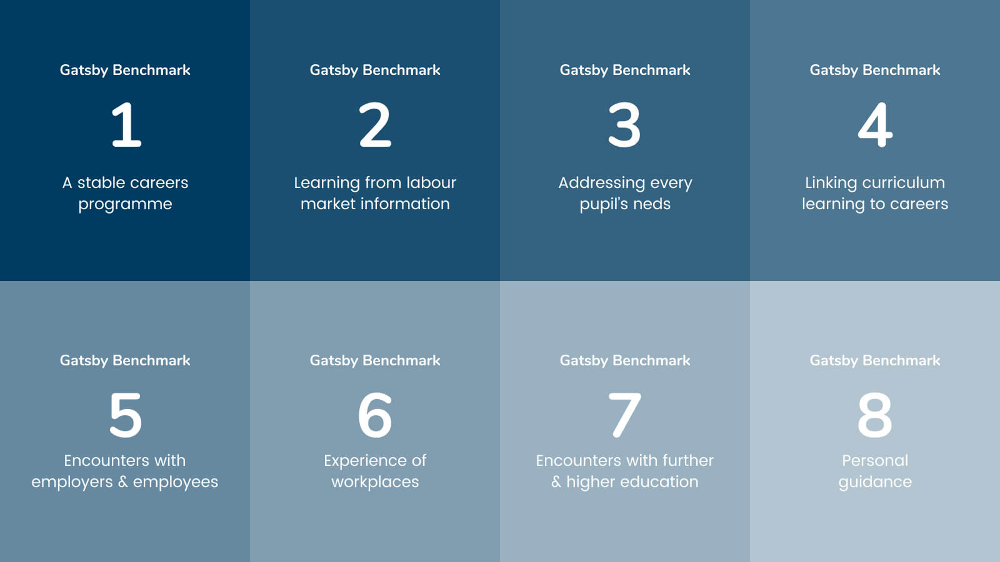 Gatsby Benchmark
1
A stable careers
programme
Gatsby Benchmark
2
Learning from labour
market information
Gatsby Benchmark
3
Addressing every
pupil's neds
Gatsby Benchmark
4
Linking curriculum
learning to careers
Gatsby Benchmark
5
Encounters with
employers & employees
Gatsby Benchmark
6
Experience of
workplaces
Gatsby Benchmark
7
Encounters with further
& higher education
Gatsby Benchmark
8
Personal
guidance